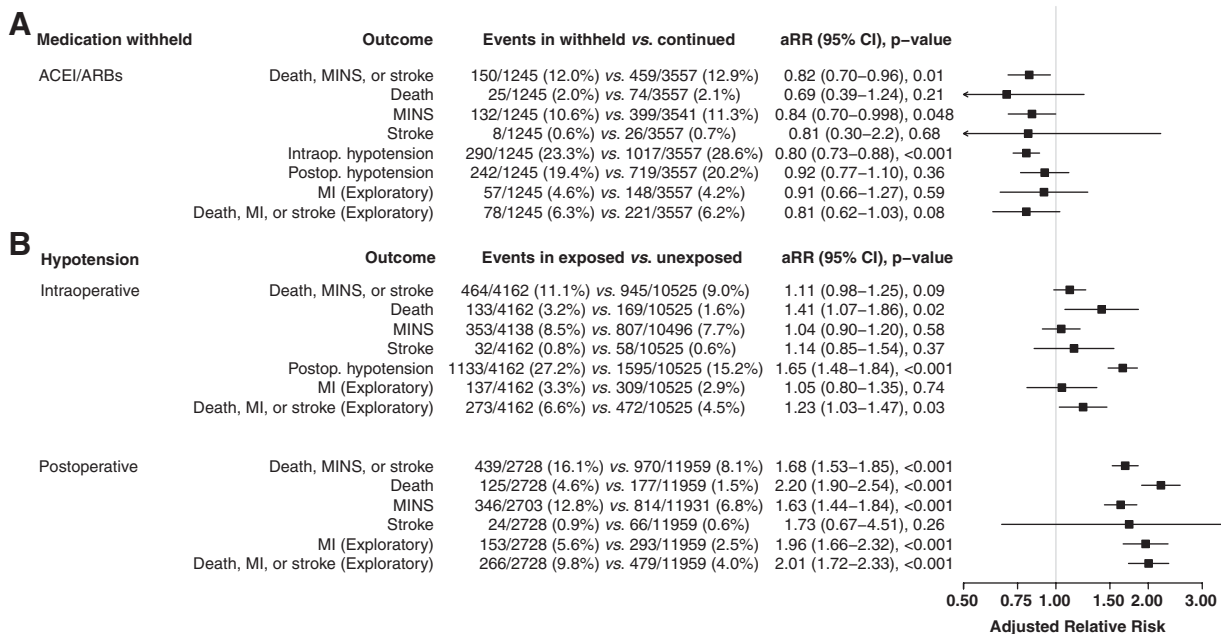 A
Medication withheld Outcome Events in withheld vs. continued aRR (95% CI), p−value
ACEI/ARBs Death, MINS, or stroke 150/1245 (12.0%) vs. 459/3557 (12.9%) 0.82 (0.70−0.96), 0.01
Death 25/1245 (2.0%) vs. 74/3557 (2.1%) 0.69 (0.39−1.24), 0.21
MINS 132/1245 (10.6%) vs. 399/3541 (11.3%) 0.84 (0.70−0.998), 0.048
Stroke 8/1245 (0.6%) vs. 26/3557 (0.7%) 0.81 (0.30−2.2), 0.68
Intraop. hypotension 290/1245 (23.3%) vs. 1017/3557 (28.6%) 0.80 (0.73−0.88), <0.001
Postop. hypotension 242/1245 (19.4%) vs. 719/3557 (20.2%) 0.92 (0.77−1.10), 0.36
MI (Exploratory) 57/1245 (4.6%) vs. 148/3557 (4.2%) 0.91 (0.66−1.27), 0.59
Death, MI, or stroke (Exploratory) 78/1245 (6.3%) vs. 221/3557 (6.2%) 0.81 (0.62−1.03), 0.08
B
Hypotension Outcome Events in exposed vs. unexposed aRR (95% CI), p−value
Intraoperative Death, MINS, or stroke 464/4162 (11.1%) vs. 945/10525 (9.0%) 1.11 (0.98−1.25), 0.09
Death 133/4162 (3.2%) vs. 169/10525 (1.6%) 1.41 (1.07−1.86), 0.02
MINS 353/4138 (8.5%) vs. 807/10496 (7.7%) 1.04 (0.90−1.20), 0.58
Stroke 32/4162 (0.8%) vs. 58/10525 (0.6%) 1.14 (0.85−1.54), 0.37
Postop. hypotension 1133/4162 (27.2%) vs. 1595/10525 (15.2%) 1.65 (1.48−1.84), <0.001
MI (Exploratory) 137/4162 (3.3%) vs. 309/10525 (2.9%) 1.05 (0.80−1.35), 0.74
Death, MI, or stroke (Exploratory) 273/4162 (6.6%) vs. 472/10525 (4.5%) 1.23 (1.03−1.47), 0.03
Postoperative Death, MINS, or stroke 439/2728 (16.1%) vs. 970/11959 (8.1%) 1.68 (1.53−1.85), <0.001
Death 125/2728 (4.6%) vs. 177/11959 (1.5%) 2.20 (1.90−2.54), <0.001
MINS 346/2703 (12.8%) vs. 814/11931 (6.8%) 1.63 (1.44−1.84), <0.001
Stroke 24/2728 (0.9%) vs. 66/11959 (0.6%) 1.73 (0.67−4.51), 0.26
MI (Exploratory) 153/2728 (5.6%) vs. 293/11959 (2.5%) 1.96 (1.66−2.32), <0.001
Death, MI, or stroke (Exploratory) 266/2728 (9.8%) vs. 479/11959 (4.0%) 2.01 (1.72−2.33), <0.001
0.50 0.75 1.00 1.50 2.00 3.00
Adjusted Relative Risk